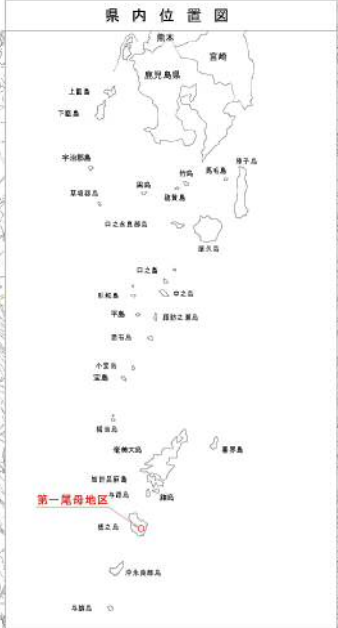 県内位置図
熊本
宮崎
鹿児島県
上甑島
下甑島
宇治群島
種子島
馬毛島
竹島
黒島
硫黄島
草垣群島
口之永良部島
屋久島
口之島
臥蛇島
中之島
平島
諏訪之瀬島
悪石島
小宝島
宝島
横当島
奄美大島
喜界島
加計呂麻島
与路島
請島
第一尾母地区
徳之島
沖永良部島
与論島